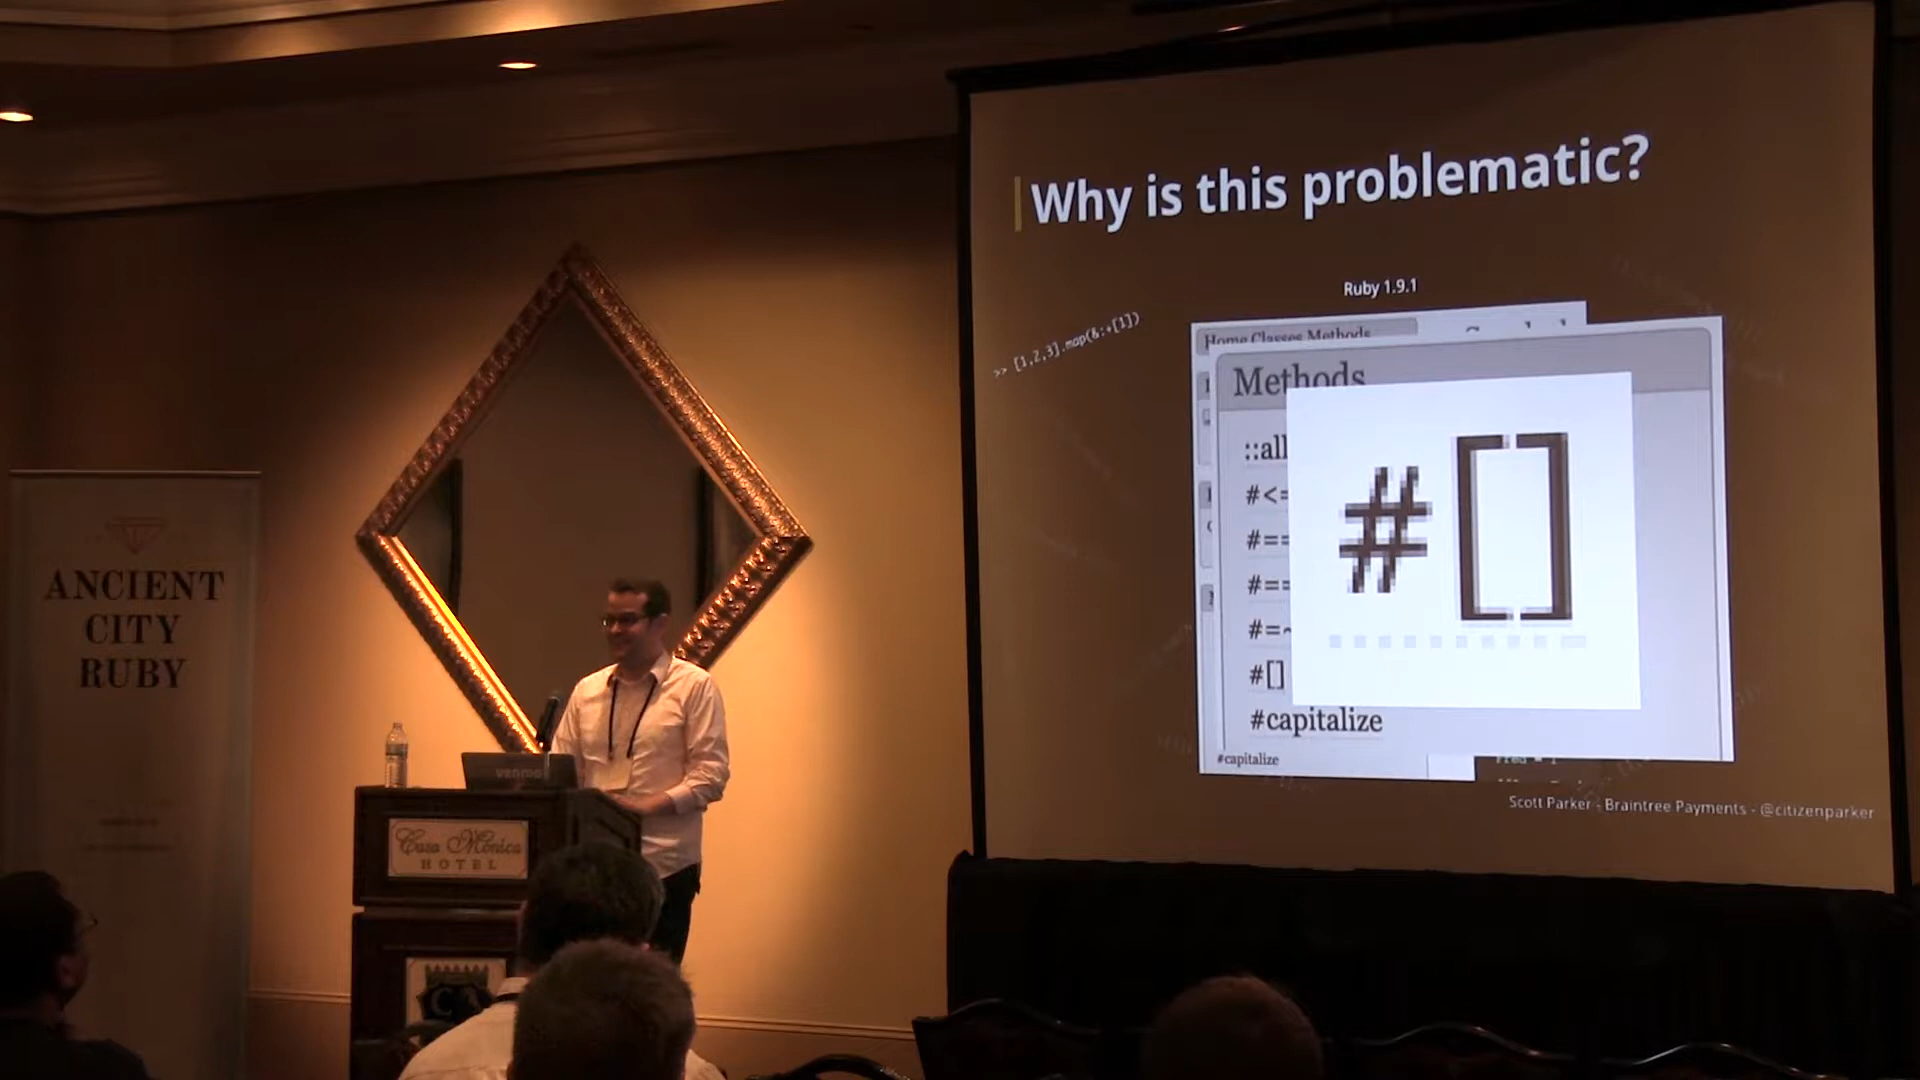 Why is this problematic?
Ruby 1.9.1
>> [1,2,3].map(&:+[1])
Home Classes Methods
Methods
::all
#<=
#==
#==
#=~
#[]
#capitalize
#[]
#capitalize
Scott Parker - Braintree Payments - @citizenparker
ANCIENT
CITY
RUBY
venmo
Casa Monica
HOTEL